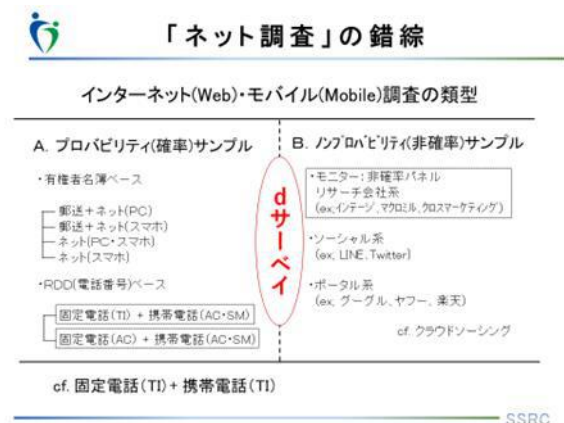 「ネット調査」の錯綜
インターネット(Web)・モバイル(Mobile)調査の類型
A. プロバビリティ(確率)サンプル
・有権者名簿ベース
郵送+ネット(PC)
郵送+ネット(スマホ)
ネット(PC・スマホ)
ネット(スマホ)
・RDD(電話番号)ベース
固定電話(TI) + 携帯電話(AC・SM)
固定電話(AC) + 携帯電話(AC・SM)
dサーベイ
B. ノンプロバビリティ(非確率)サンプル
・モニター:非確率パネル
リサーチ会社系
(ex,インテージ、マクロミル、クロスマーケティング)
・ソーシャル系
(ex, LINE、Twitter)
・ポータル系
(ex, グーグル、ヤフー、楽天)
cf. クラウドソーシング
cf. 固定電話(TI) + 携帯電話(TI)
SSRC